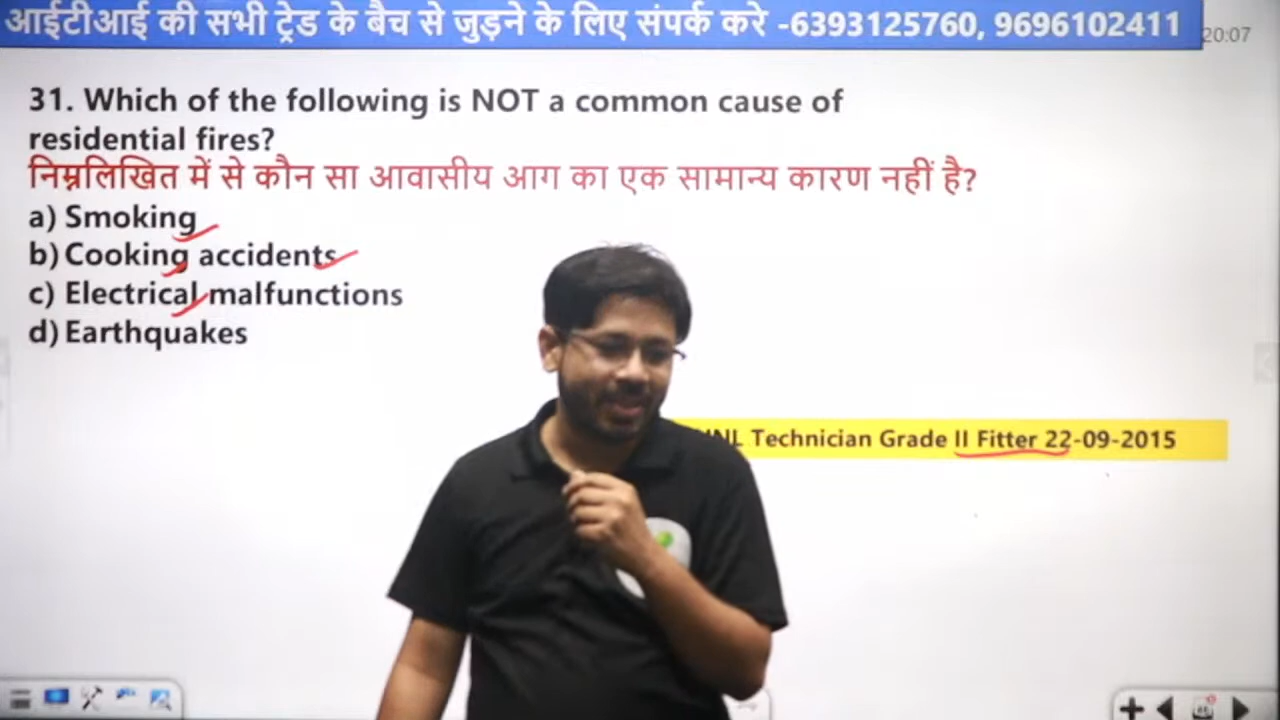 आईटीआई की सभी ट्रेड के बैच से जुड़ने के लिए संपर्क करे -6393125760, 9696102411
20:07
31. Which of the following is NOT a common cause of
residential fires?
निम्नलिखित में से कौन सा आवासीय आग का एक सामान्य कारण नहीं है?
a) Smoking
b) Cooking accidents
c) Electrical malfunctions
d) Earthquakes
Technician Grade II Fitter 22-09-2015